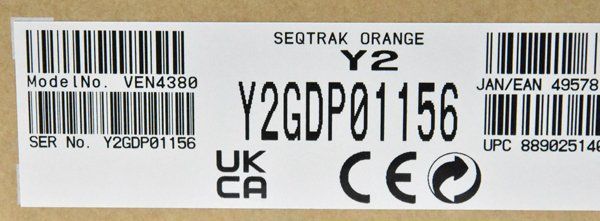 SEQTRAK ORANGE
Y2
ModelNo. VEN4380
Y2GDP01156
JAN/EAN 49578
SER No. Y2GDP01156
UPC 889025140
UK
CA
CE